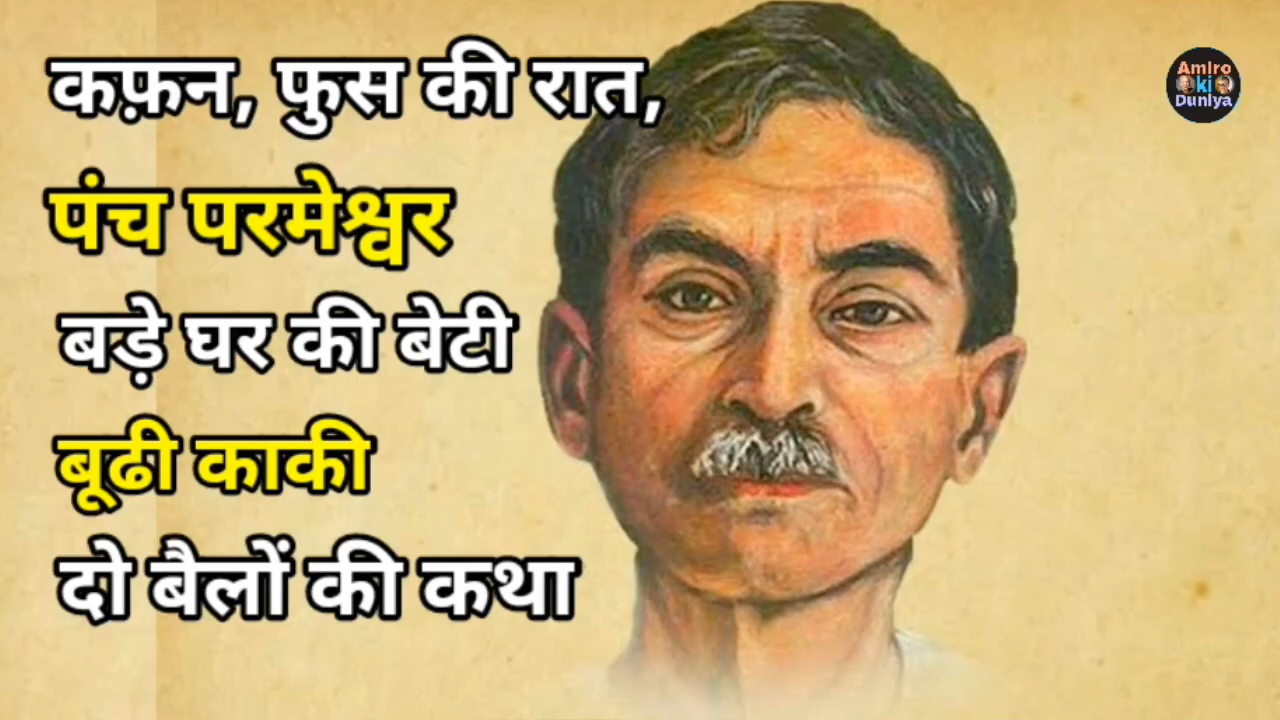 कफ़न, फुस की रात,
पंच परमेश्वर
बड़े घर की बेटी
बूढी काकी
दो बैलों की कथा
Amiro
ki
Duniya